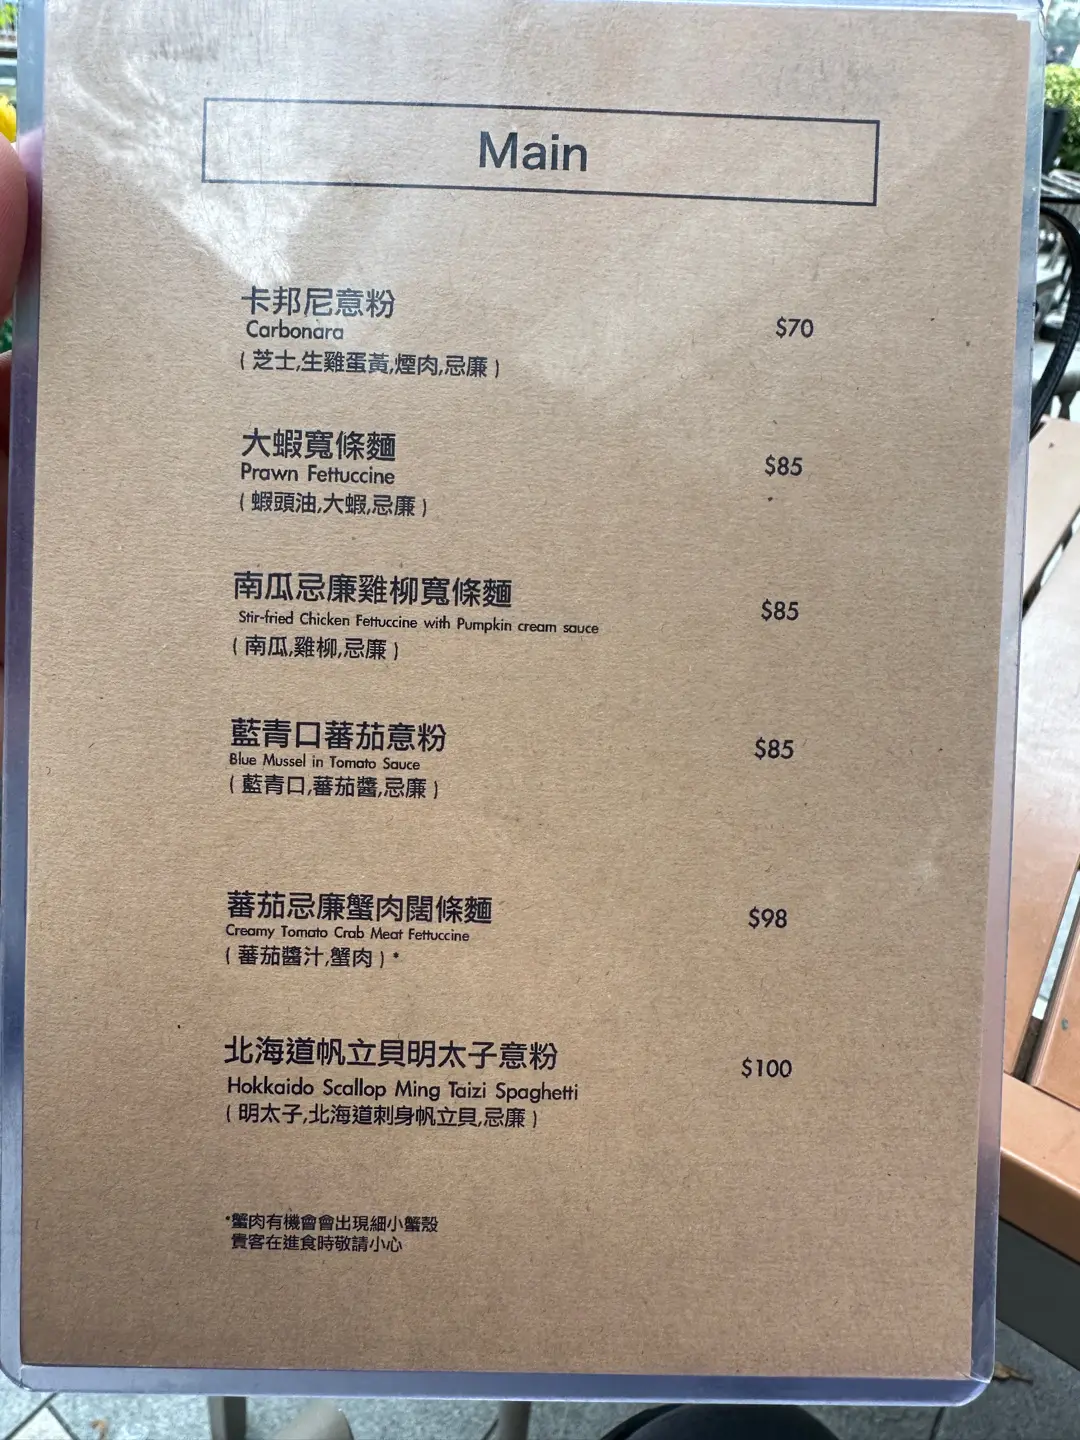 Main
卡邦尼意粉
Carbonara
$70
(芝士,生雞蛋黃,煙肉,忌廉)
大蝦寬條麵
Prawn Fettuccine
$85
(蝦頭油,大蝦,忌廉)
南瓜忌廉雞柳寬條麵
Stir-fried Chicken Fettuccine with Pumpkin cream sauce
$85
(南瓜,雞柳,忌廉)
藍青口蕃茄意粉
Blue Mussel in Tomato Sauce
$85
(藍青口,蕃茄醬,忌廉)
蕃茄忌廉蟹肉闊條麵
Creamy Tomato Crab Meat Fettuccine
$98
(蕃茄醬汁,蟹肉)*
北海道帆立貝明太子意粉
Hokkaido Scallop Ming Taizi Spaghetti
$100
(明太子,北海道刺身帆立貝,忌廉)
*蟹肉有機會會出現細小蟹殼
貴客在進食時敬請小心